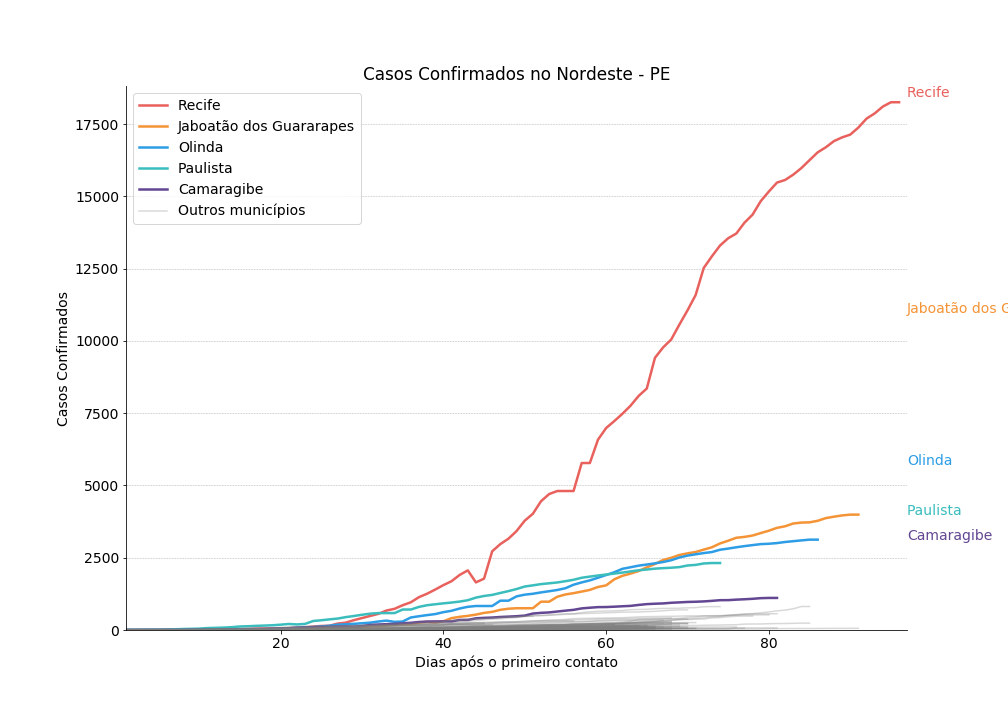 Casos Confirmados no Nordeste - PE
Recife
Jaboatão dos Guararapes
Olinda
Paulista
Camaragibe
Outros municípios
Recife
Jaboatão dos G
Olinda
Paulista
Camaragibe
Casos Confirmados
17500
15000
12500
10000
7500
5000
2500
0
20
40
60
80
Dias após o primeiro contato